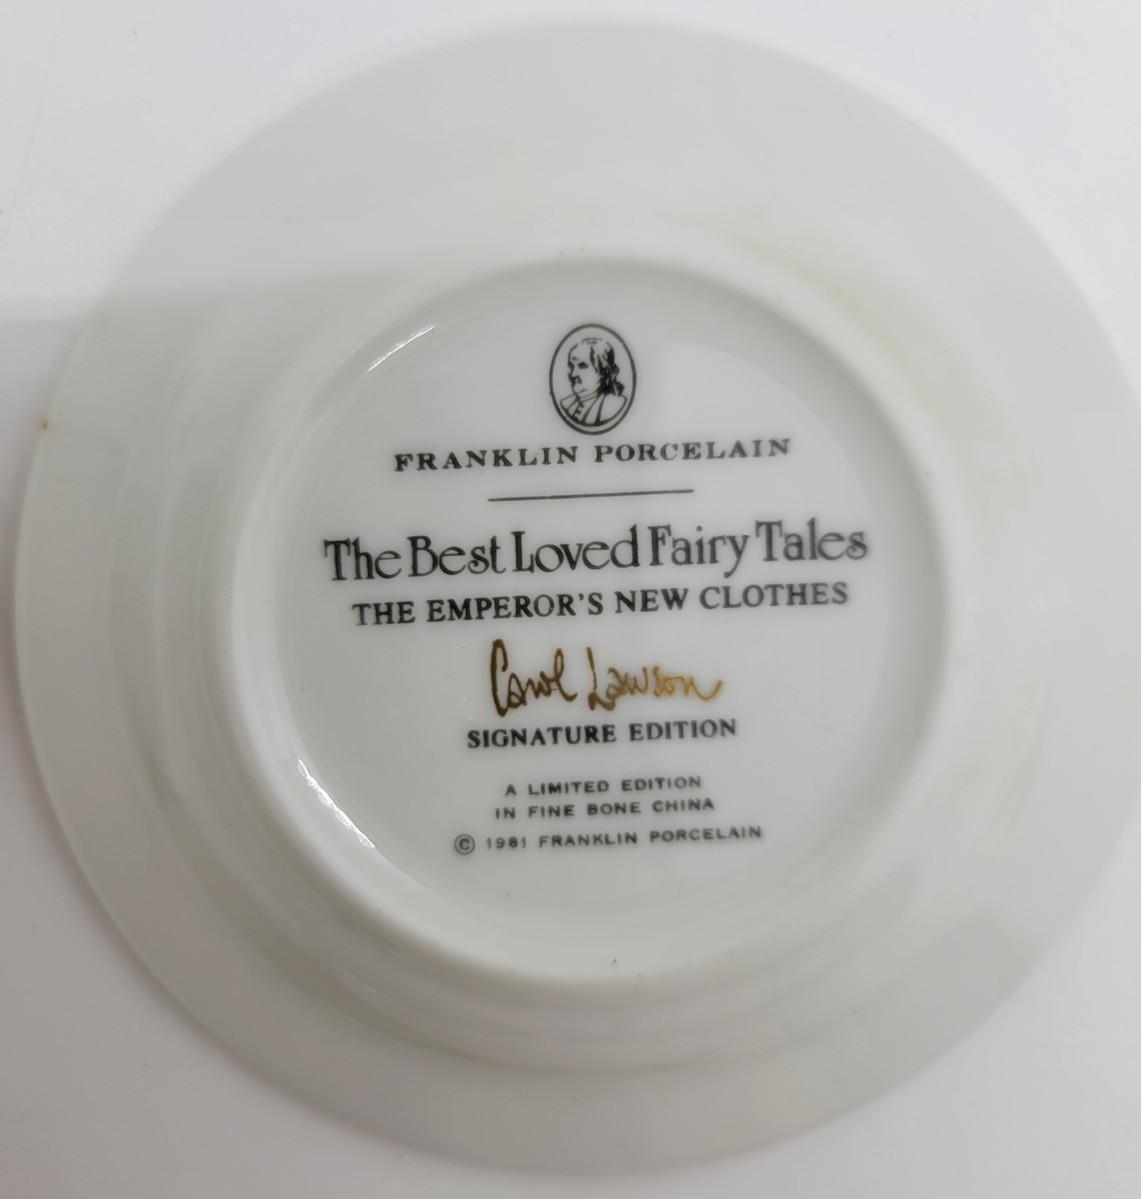 FRANKLIN PORCELAIN
The Best Loved Fairy Tales
THE EMPEROR'S NEW CLOTHES
Carol Lawson
SIGNATURE EDITION
A LIMITED EDITION
IN FINE BONE CHINA
© 1981 FRANKLIN PORCELAIN